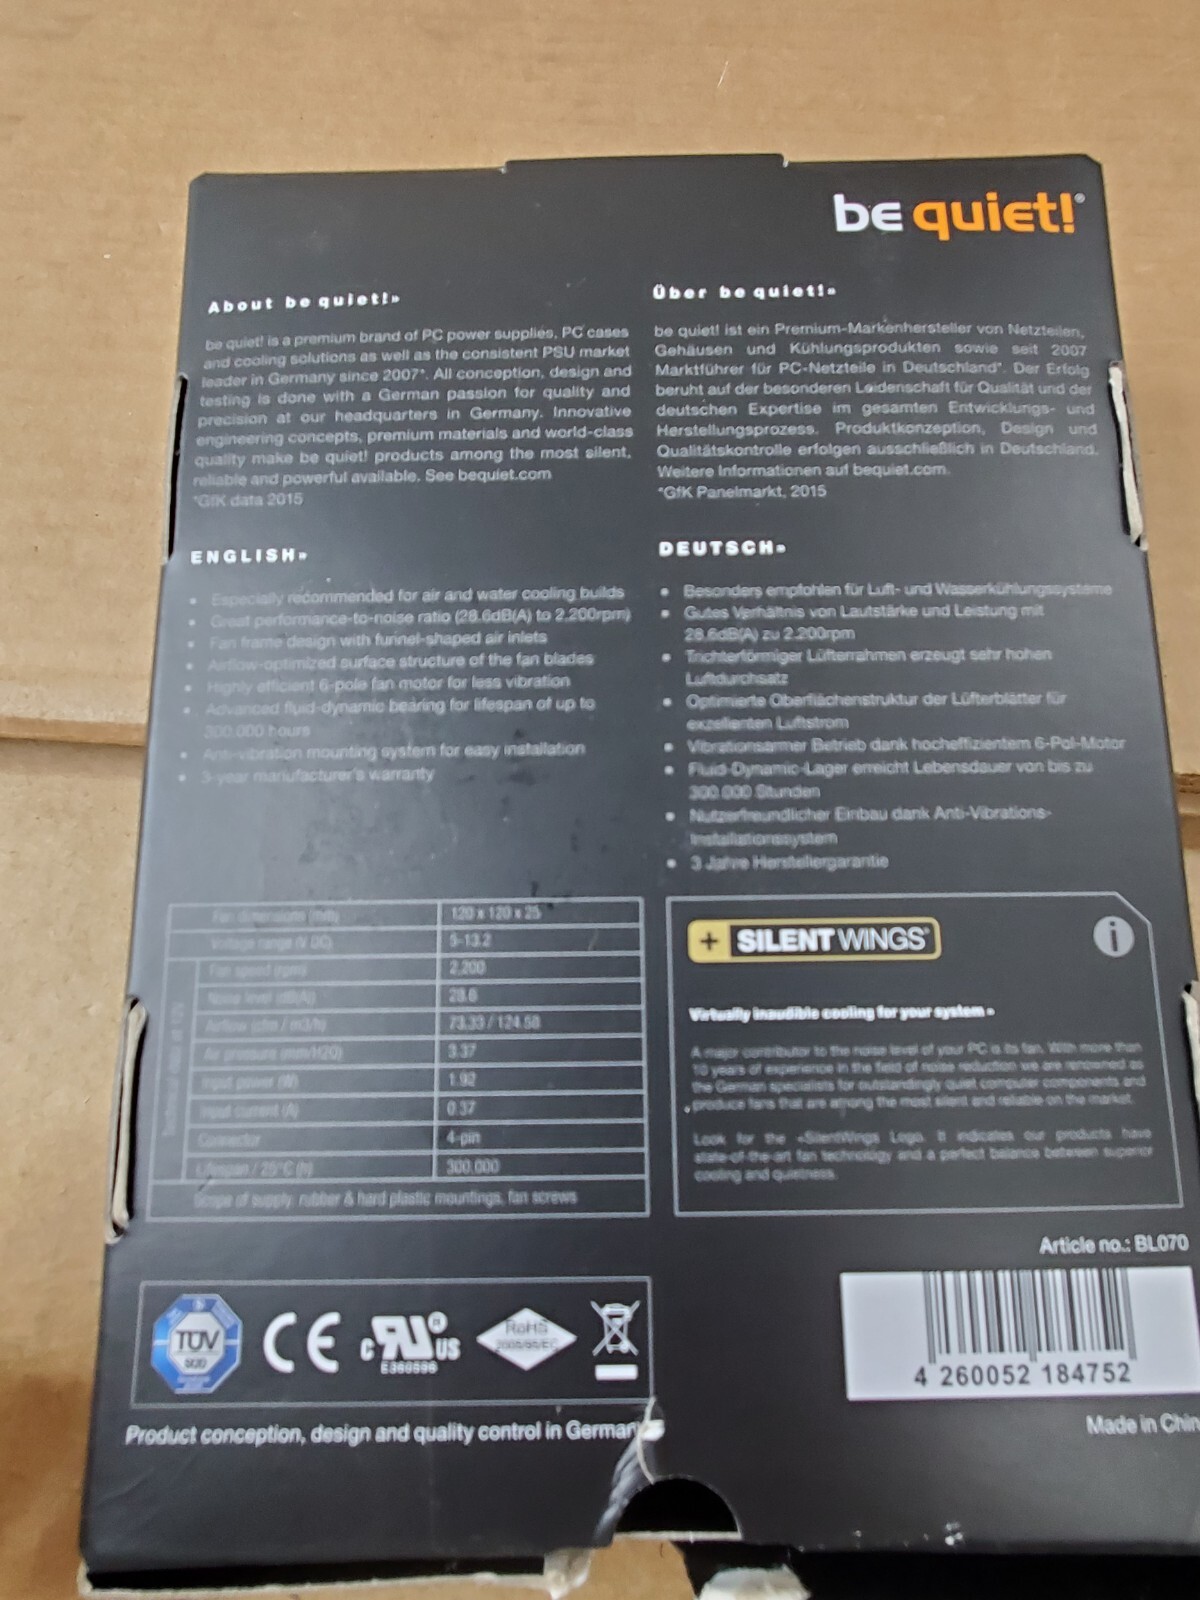 be quiet!®
About be quiet!»
be quiet! is a premium brand of PC power supplies, PC cases
and cooling solutions as well as the consistent PSU market
leader in Germany since 2007*. All conception, design and
testing is done with a German passion for quality and
precision at our headquarters in Germany. Innovative
engineering concepts, premium materials and world-class
quality make be quiet! products among the most silent,
reliable and powerful available. See bequiet.com
*GfK data 2015
Über be quiet!»
be quiet! ist ein Premium-Markenhersteller von Netzteilen,
Gehäusen und Kühlungsprodukten sowie seit 2007
Marktführer für PC-Netzteile in Deutschland*. Der Erfolg
beruht auf der besonderen Leidenschaft für Qualität und der
deutschen Expertise im gesamten Entwicklungs- und
Herstellungsprozess. Produktkonzeption, Design und
Qualitätskontrolle erfolgen ausschließlich in Deutschland.
Weitere Informationen auf bequiet.com.
*GfK Panelmarkt, 2015
ENGLISH»
• Especially recommended for air and water cooling builds
• Great performance-to-noise ratio (28.6dB(A) to 2.200rpm)
• Fan frame design with funnel-shaped air inlets
• Airflow-optimized surface structure of the fan blades
• Highly efficient 6-pole fan motor for less vibration
• Advanced fluid-dynamic bearing for lifespan of up to
300.000 hours
• Anti-vibration mounting system for easy installation
• 3-year manufacturer's warranty
DEUTSCH»
• Besonders empfohlen für Luft- und Wasserkühlungssysteme
• Gutes Verhältnis von Lautstärke und Leistung mit
28.6dB(A) zu 2.200rpm
• Trichterförmiger Lüfterrahmen erzeugt sehr hohen
Luftdurchsatz
• Optimierte Oberflächenstruktur der Lüfterblätter für
exzellenten Luftstrom
• Vibrationsarmer Betrieb dank hocheffizientem 6-Pol-Motor
• Fluid-Dynamic-Lager erreicht Lebensdauer von bis zu
300.000 Stunden
• Nutzerfreundlicher Einbau dank Anti-Vibrations-
Installationssystem
• 3 Jahre Herstellergarantie
Fan dimensions (mm) 120 x 120 x 25
Voltage range (V DC) 5-13.2
Technical data / at 12V
Fan speed (rpm) 2,200
Noise level (dB(A)) 28.6
Airflow (cfm / m3/h) 73.33 / 124.58
Air pressure (mm/H2O) 3.37
Input power (W) 1.92
Input current (A) 0.37
Connector 4-pin
Lifespan / 25°C (h) 300,000
Scope of supply: rubber & hard plastic mountings, fan screws
+ SILENTWINGS®
i
Virtually inaudible cooling for your system »
A major contributor to the noise level of your PC is its fan. With more than
10 years of experience in the field of noise reduction we are renowned as
the German specialists for outstandingly quiet computer components and
produce fans that are among the most silent and reliable on the market.
Look for the »SilentWings Logo. It indicates our products have
state-of-the-art fan technology and a perfect balance between superior
cooling and quietness.
Article no.: BL070
4 260052 184752
TÜV
SÜD
CE
c RU® US
RoHS
Product conception, design and quality control in German
Made in Chin